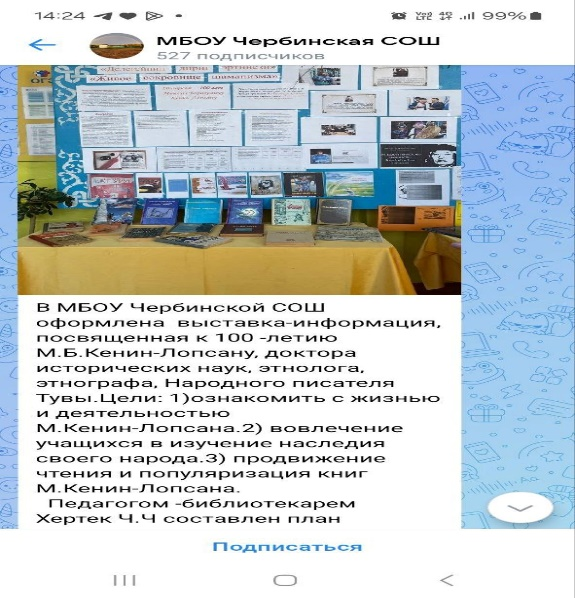 14:24
99%
МБОУ Чербинская СОШ
527 подписчиков
«Живое
сокровище
шаманизма»
В МБОУ Чербинской СОШ
оформлена выставка-информация,
посвященная к 100 -летию
М.Б.Кенин-Лопсану, доктора
исторических наук, этнолога,
этнографа, Народного писателя
Тувы.Цели: 1)ознакомить с жизнью
и деятельностью
М.Кенин-Лопсана.2) вовлечение
учащихся в изучение наследия
своего народа.3) продвижение
чтения и популяризация книг
М.Кенин-Лопсана.
Педагогом -библиотекарем
Хертек Ч.Ч составлен план
Подписаться